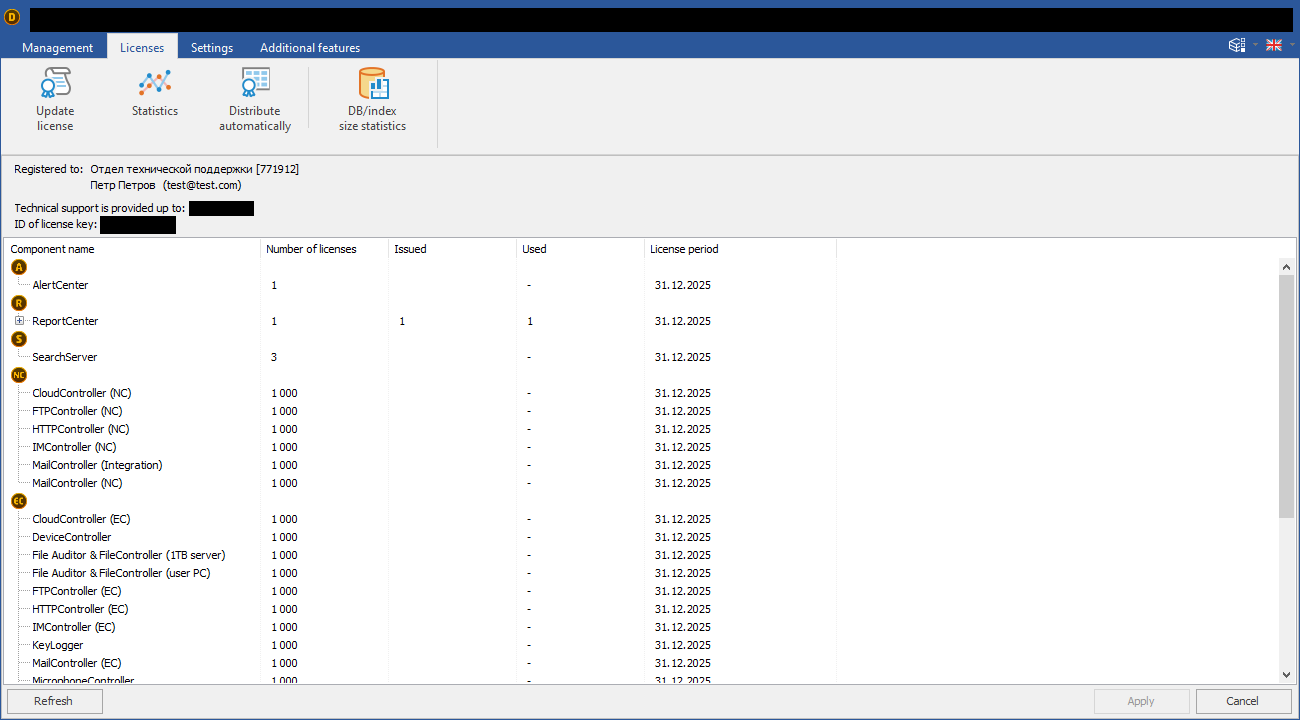 D
Management Licenses Settings Additional features
Update license
Statistics
Distribute automatically
DB/index size statistics
Registered to: Отдел технической поддержки [771912]
Петр Петров (test@test.com)
Technical support is provided up to:
ID of license key:
Component name Number of licenses Issued Used License period
A
AlertCenter 1 - 31.12.2025
R
ReportCenter 1 1 1 31.12.2025
S
SearchServer 3 - 31.12.2025
NC
CloudController (NC) 1 000 - 31.12.2025
FTPController (NC) 1 000 - 31.12.2025
HTTPController (NC) 1 000 - 31.12.2025
IMController (NC) 1 000 - 31.12.2025
MailController (Integration) 1 000 - 31.12.2025
MailController (NC) 1 000 - 31.12.2025
EC
CloudController (EC) 1 000 - 31.12.2025
DeviceController 1 000 - 31.12.2025
File Auditor & FileController (1TB server) 1 000 - 31.12.2025
File Auditor & FileController (user PC) 1 000 - 31.12.2025
FTPController (EC) 1 000 - 31.12.2025
HTTPController (EC) 1 000 - 31.12.2025
IMController (EC) 1 000 - 31.12.2025
KeyLogger 1 000 - 31.12.2025
MailController (EC) 1 000 - 31.12.2025
MicrophoneController 1 000 - 31.12.2025
Refresh Apply Cancel